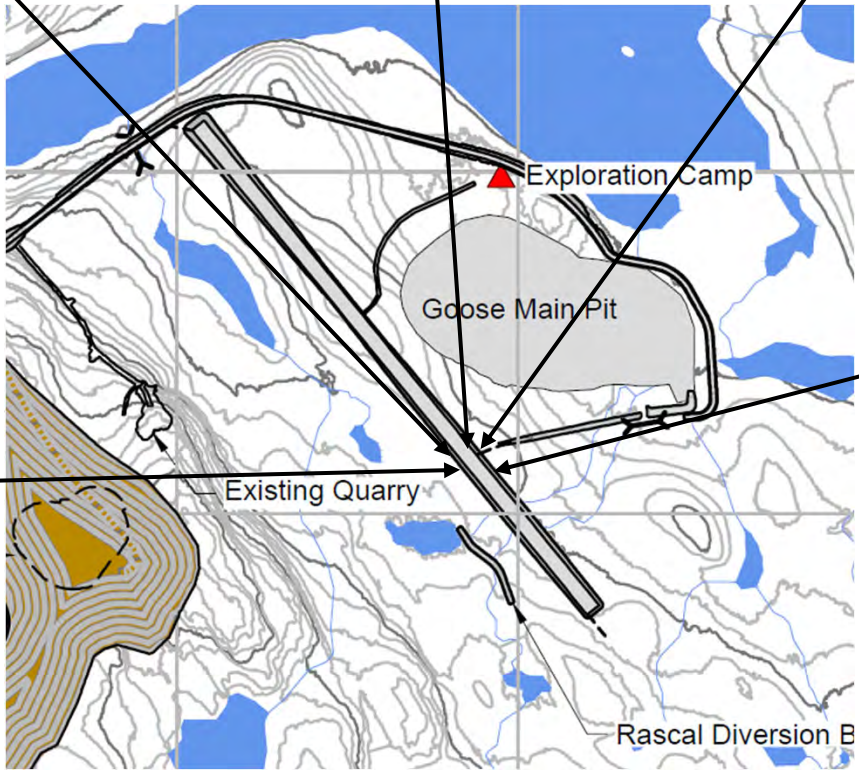 Exploration Camp
Goose Main Pit
Existing Quarry
Rascal Diversion B